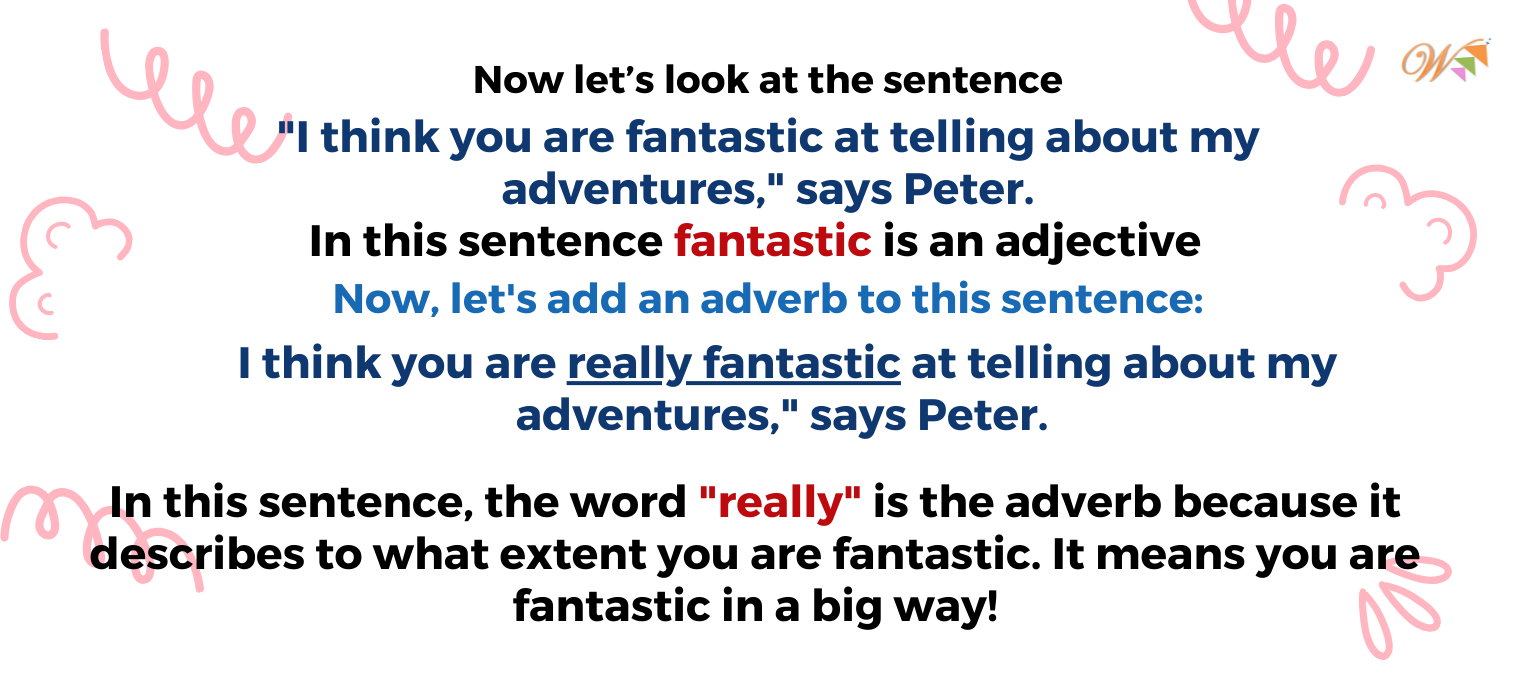 Now let’s look at the sentence
"I think you are fantastic at telling about my
adventures," says Peter.
In this sentence fantastic is an adjective
Now, let's add an adverb to this sentence:
I think you are really fantastic at telling about my
adventures," says Peter.
In this sentence, the word "really" is the adverb because it
describes to what extent you are fantastic. It means you are
fantastic in a big way!
W